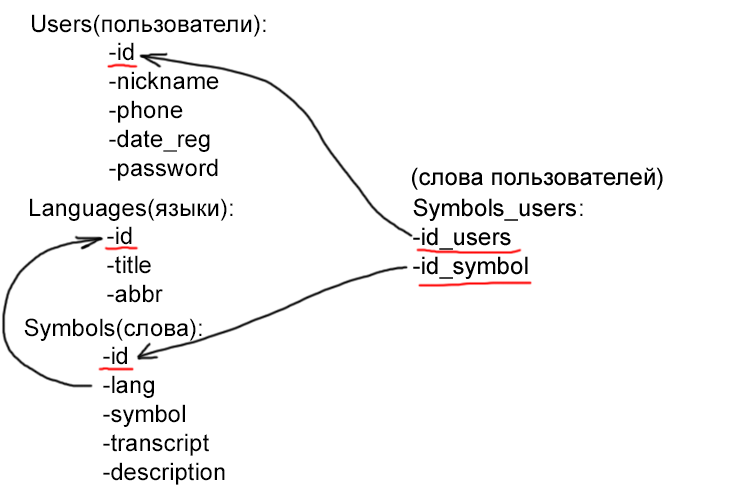 Users(пользователи):
-id
-nickname
-phone
-date_reg
-password
Languages(языки):
-id
-title
-abbr
Symbols(слова):
-id
-lang
-symbol
-transcript
-description
(слова пользователей)
Symbols_users:
-id_users
-id_symbol